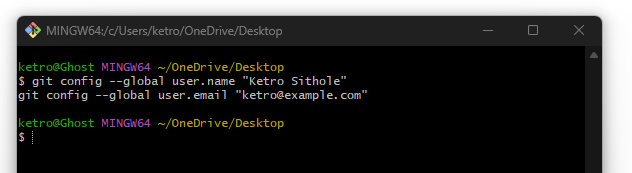 MINGW64:/c/Users/ketro/OneDrive/Desktop
ketro@Ghost MINGW64 ~/OneDrive/Desktop
$ git config --global user.name "Ketro Sithole"
git config --global user.email "ketro@example.com"
ketro@Ghost MINGW64 ~/OneDrive/Desktop
$